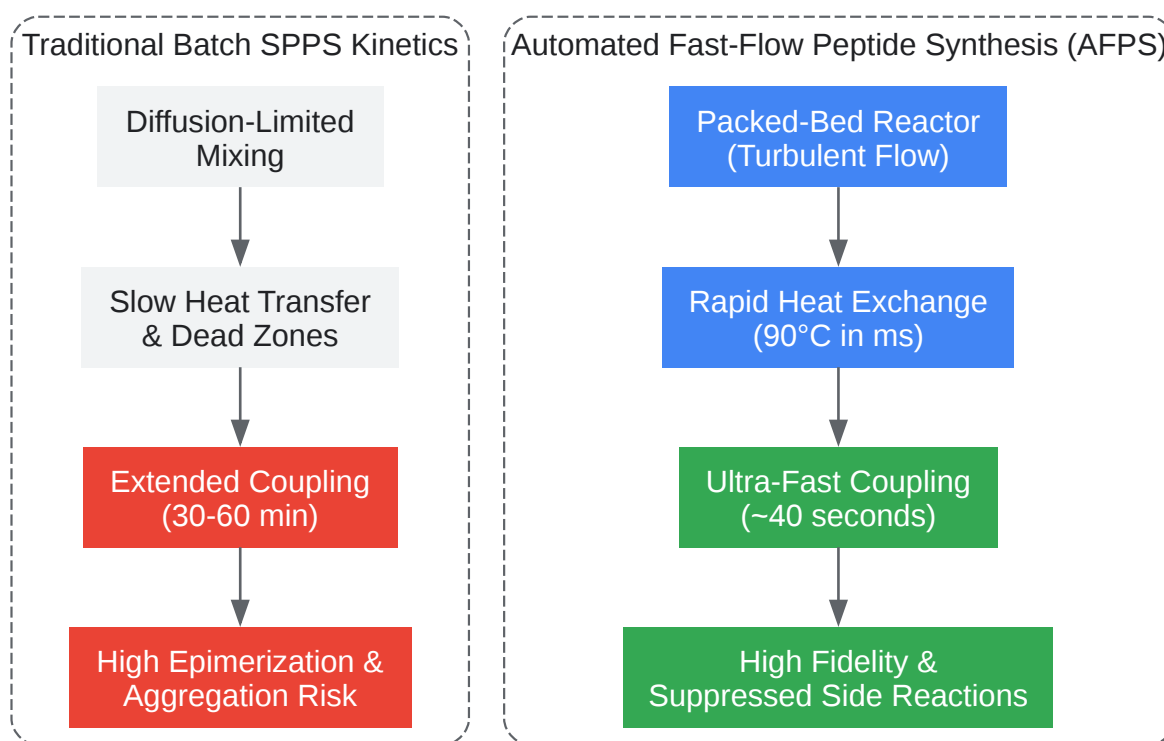 Traditional Batch SPPS Kinetics
Diffusion-Limited
Mixing
Slow Heat Transfer
& Dead Zones
Extended Coupling
(30-60 min)
High Epimerization &
Aggregation Risk
Automated Fast-Flow Peptide Synthesis (AFPS)
Packed-Bed Reactor
(Turbulent Flow)
Rapid Heat Exchange
(90°C in ms)
Ultra-Fast Coupling
(~40 seconds)
High Fidelity &
Suppressed Side Reactions